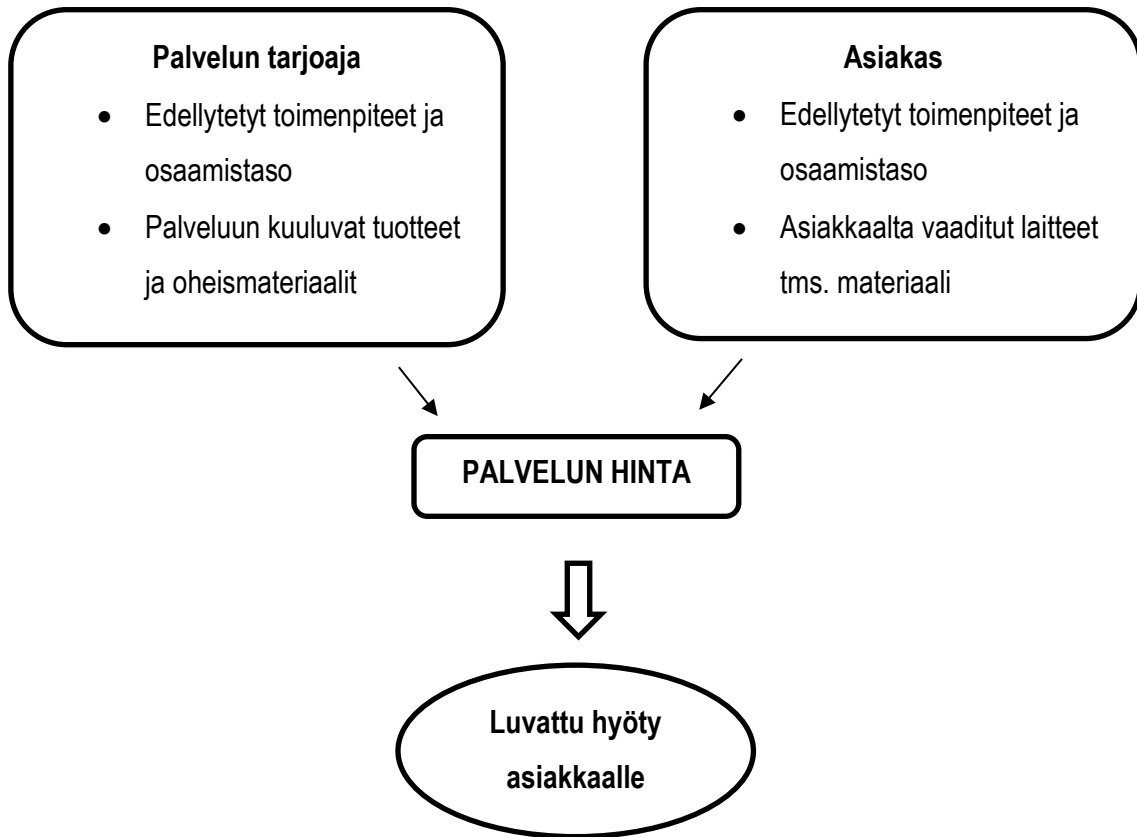 Palvelun tarjoaja
• Edellytetyt toimenpiteet ja
osaamistaso
• Palveluun kuuluvat tuotteet
ja oheismateriaalit
Asiakas
• Edellytetyt toimenpiteet ja
osaamistaso
• Asiakkaalta vaaditut laitteet
tms. materiaali
PALVELUN HINTA
Luvattu hyöty
asiakkaalle